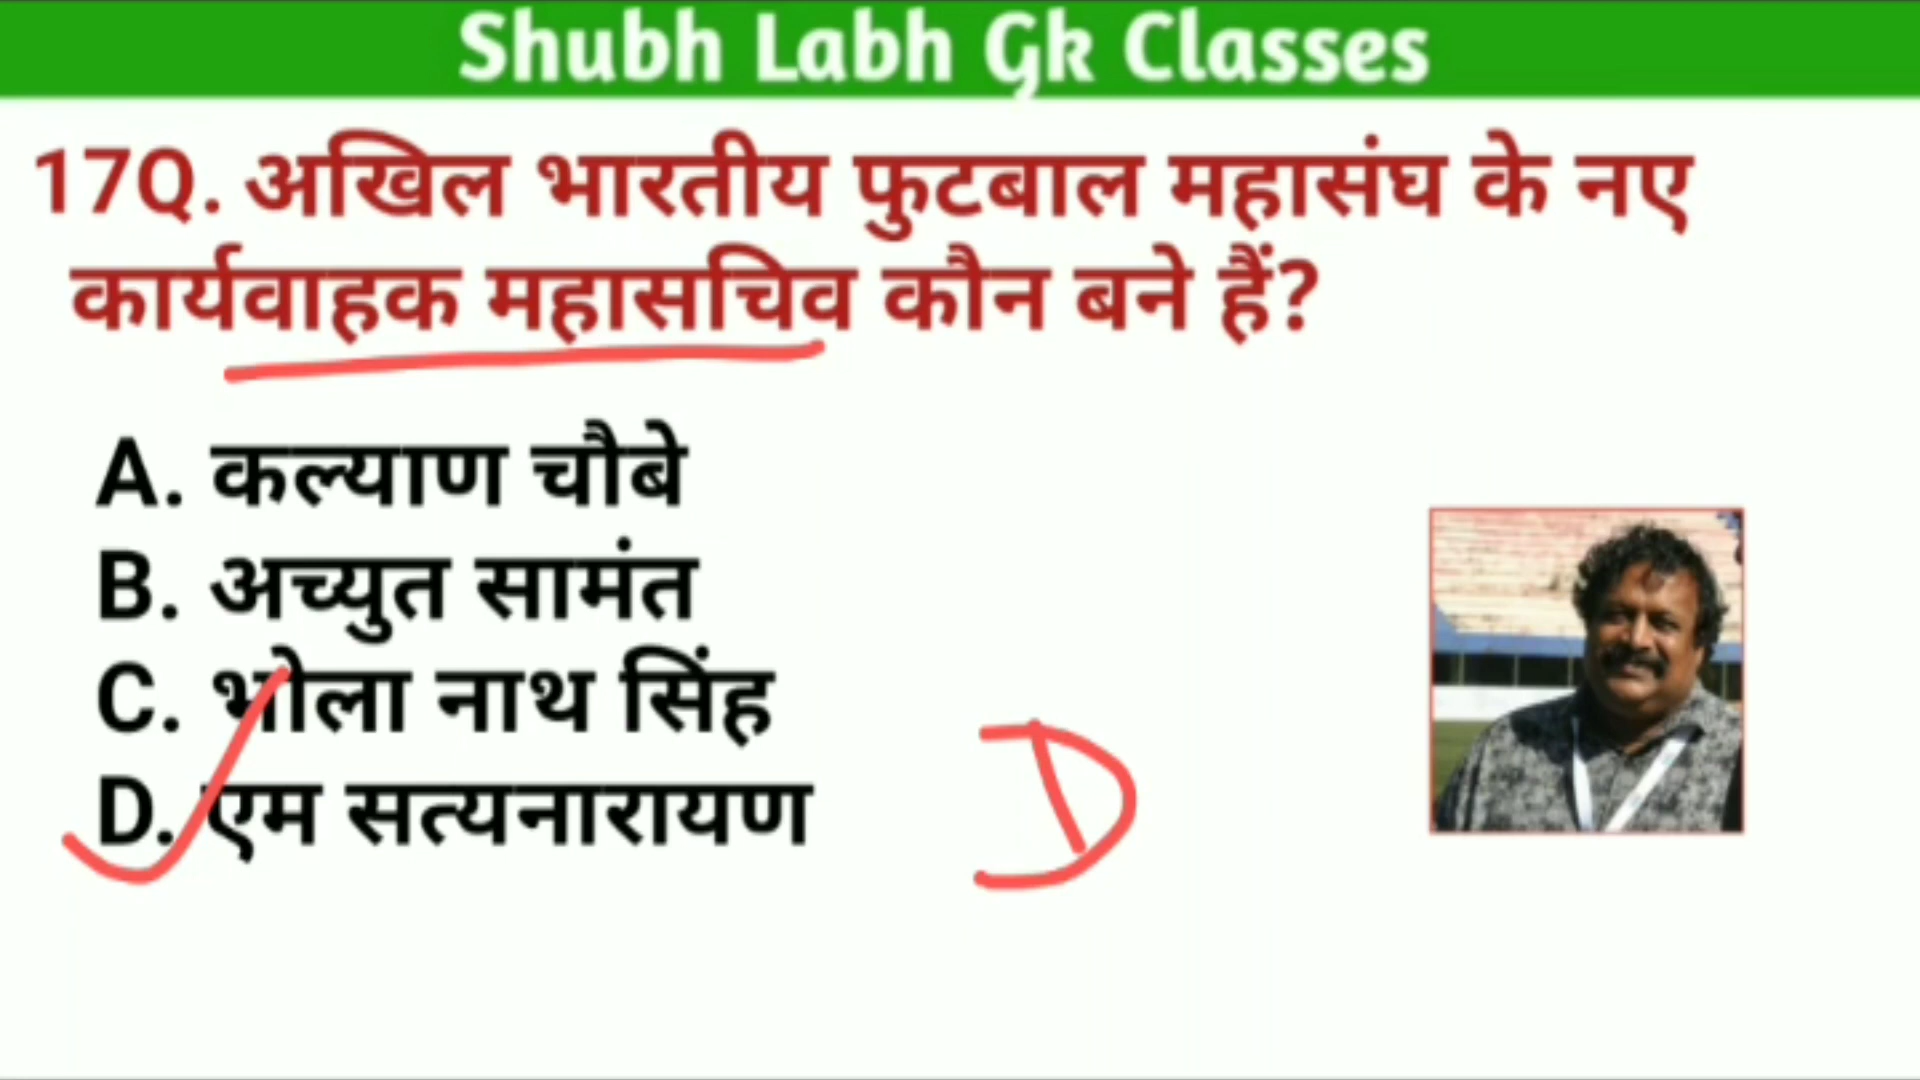 Shubh Labh Gk Classes
17Q. अखिल भारतीय फुटबाल महासंघ के नए
कार्यवाहक महासचिव कौन बने हैं?
A. कल्याण चौबे
B. अच्युत सामंत
C. भोला नाथ सिंह
D. एम सत्यनारायण
D